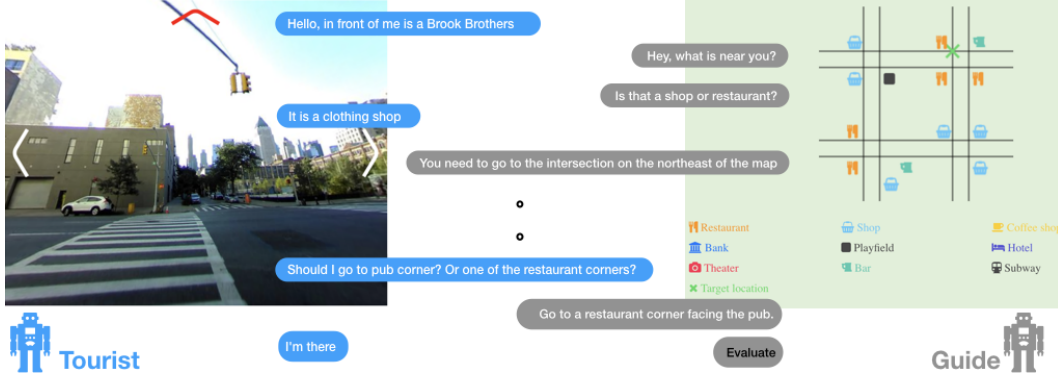 Hello, in front of me is a Brook Brothers
Hey, what is near you?
Is that a shop or restaurant?
It is a clothing shop
You need to go to the intersection on the northeast of the map
Should I go to pub corner? Or one of the restaurant corners?
Go to a restaurant corner facing the pub.
I'm there
Evaluate
Restaurant
Shop
Coffee shop
Bank
Playfield
Hotel
Theater
Bar
Subway
Target location
Tourist
Guide